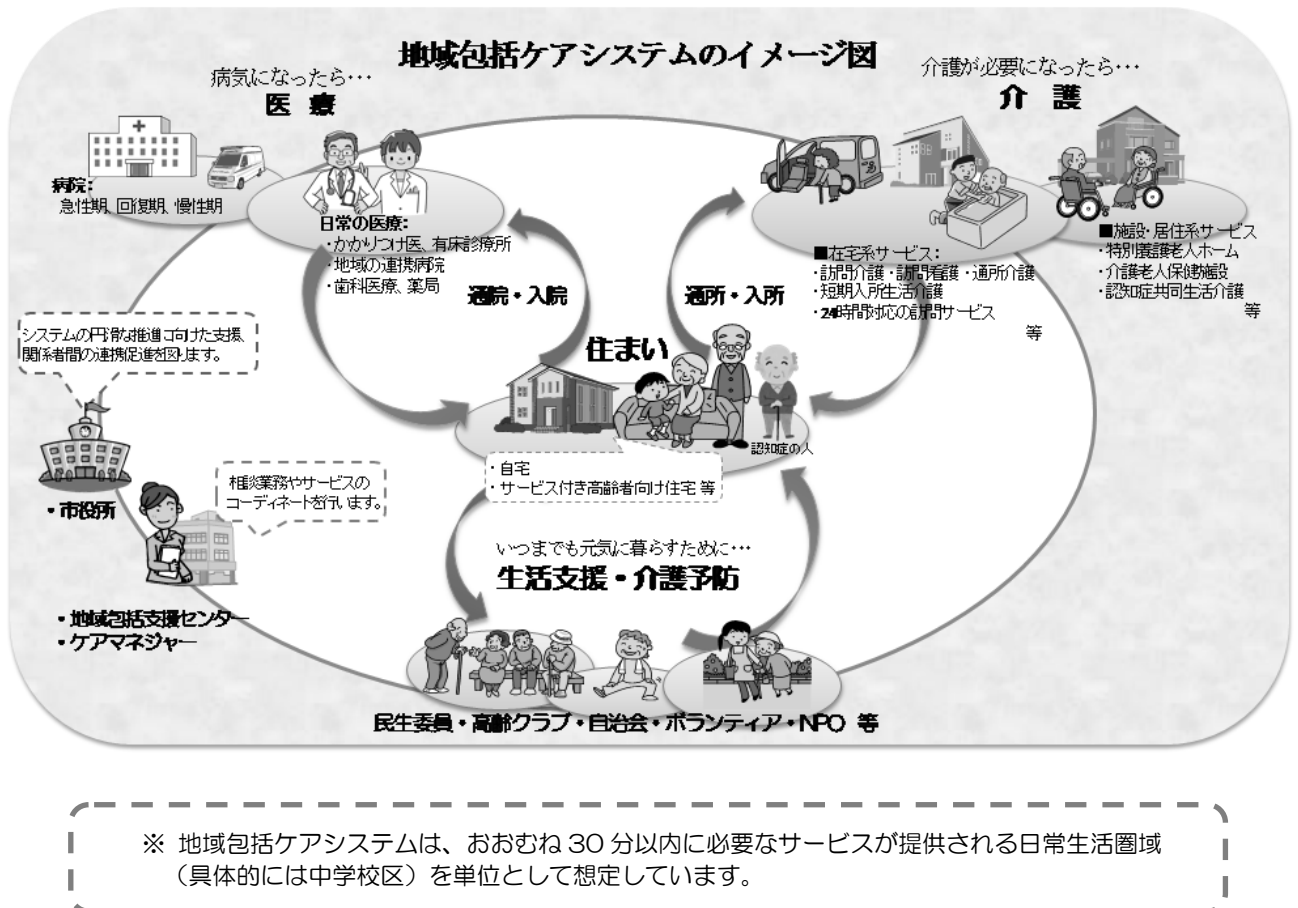 地域包括ケアシステムのイメージ図
病気になったら…
医 療
介護が必要になったら…
介 護
病院：
急性期、回復期、慢性期
日常の医療：
・かかりつけ医、有床診療所
・地域の連携病院
・歯科医療、薬局
通院・入院
通所・入所
■在宅系サービス：
・訪問介護・訪問看護・通所介護
・短期入所生活介護
・24時間対応の訪問サービス
等
■施設・居住系サービス
・特別養護老人ホーム
・介護老人保健施設
・認知症共同生活介護
等
システムの円滑な推進に向けた支援、
関係者間の連携促進を図ります。
住まい
認知症の人
・自宅
・サービス付き高齢者向け住宅 等
・市役所
相談業務やサービスの
コーディネートを行います。
・地域包括支援センター
・ケアマネジャー
いつまでも元気に暮らすために…
生活支援・介護予防
民生委員・高齢クラブ・自治会・ボランティア・NPO 等
※ 地域包括ケアシステムは、おおむね 30 分以内に必要なサービスが提供される日常生活圏域
（具体的には中学校区）を単位として想定しています。